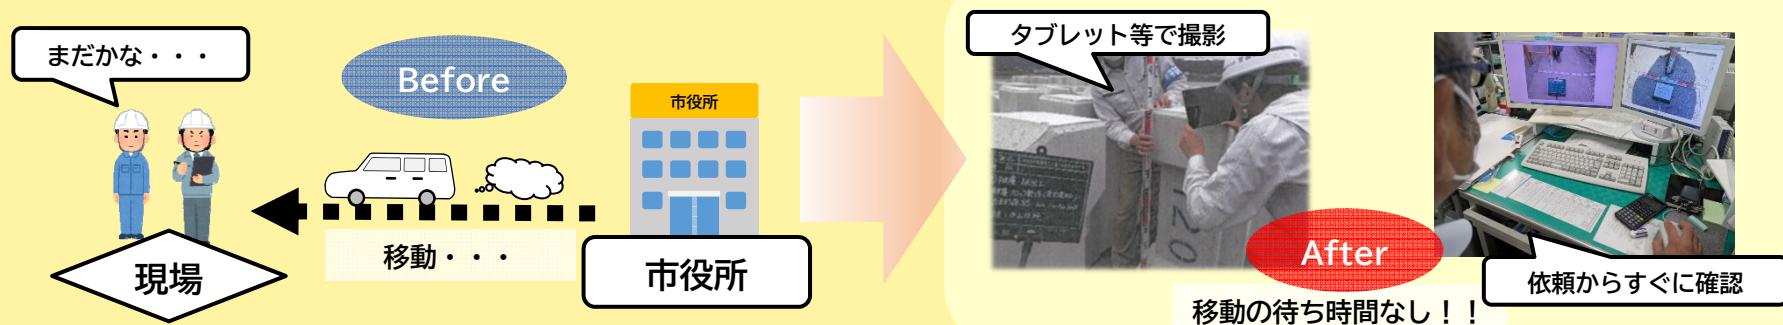 まだかな・・・
Before
市役所
移動・・・
現場
市役所
タブレット等で撮影
After
依頼からすぐに確認
移動の待ち時間なし！！